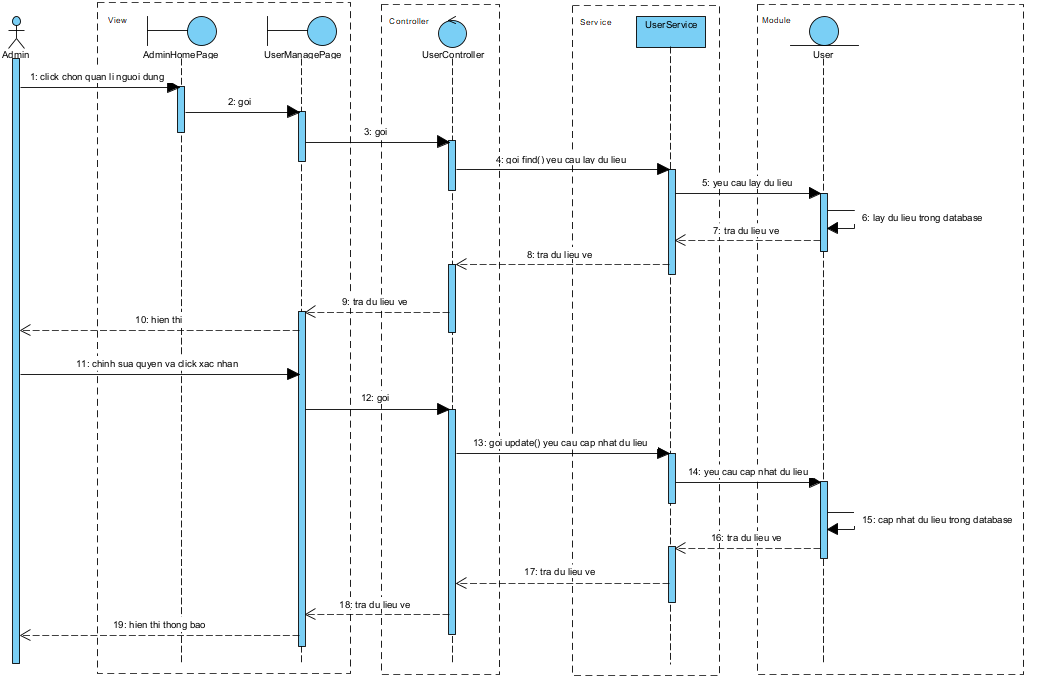 View
Controller
Service
Module
UserService
Admin
AdminHomePage
UserManagePage
UserController
User
1: click chon quan li nguoi dung
2: goi
3: goi
4: goi find() yeu cau lay du lieu
5: yeu cau lay du lieu
6: lay du lieu trong database
7: tra du lieu ve
8: tra du lieu ve
9: tra du lieu ve
10: hien thi
11: chinh sua quyen va click xac nhan
12: goi
13: goi update() yeu cau cap nhat du lieu
14: yeu cau cap nhat du lieu
15: cap nhat du lieu trong database
16: tra du lieu ve
17: tra du lieu ve
18: tra du lieu ve
19: hien thi thong bao